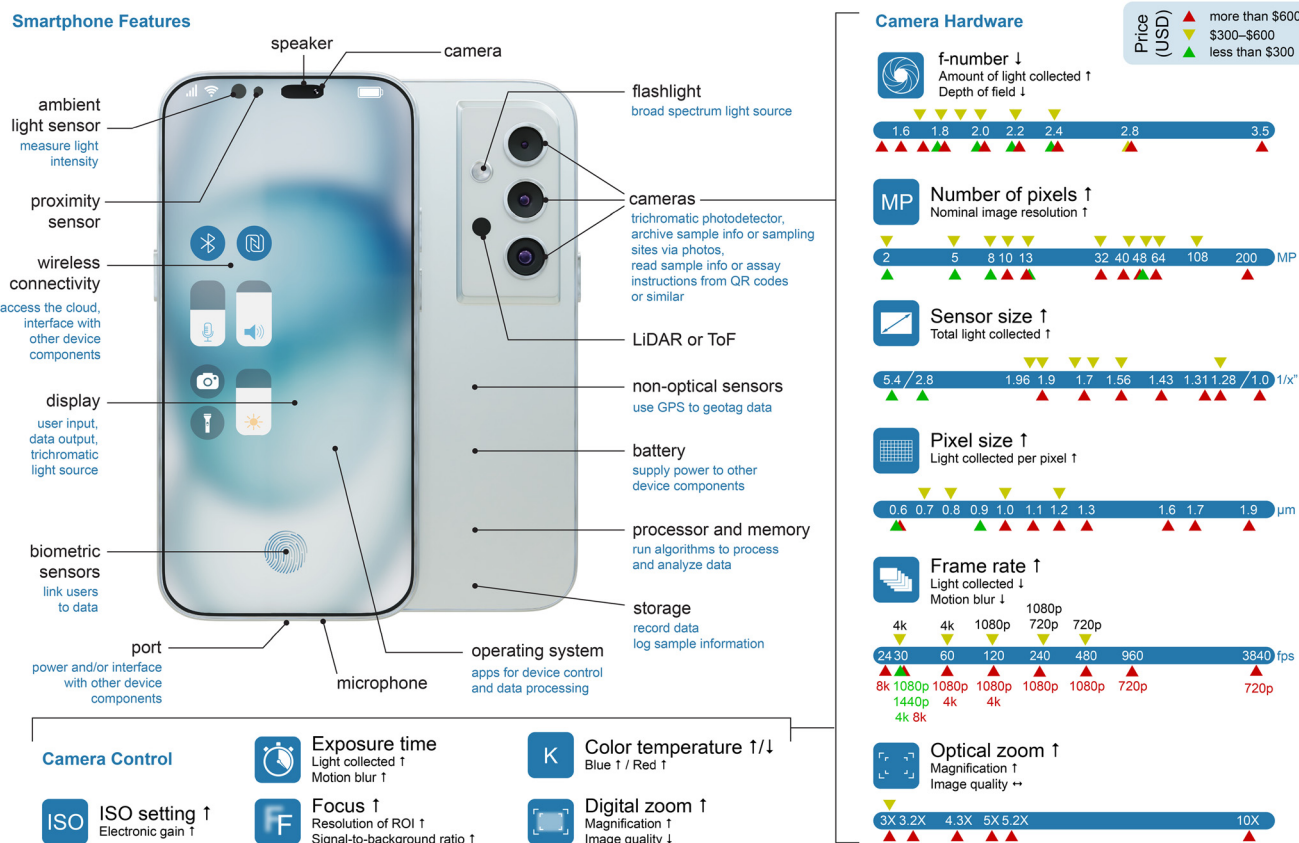 Smartphone Features
speaker
camera
ambient
light sensor
measure light
intensity
proximity
sensor
wireless
connectivity
access the cloud,
interface with
other device
components
display
user input,
data output,
trichromatic
light source
biometric
sensors
link users
to data
port
power and/or interface
with other device
components
microphone
operating system
apps for device control
and data processing
flashlight
broad spectrum light source
cameras
trichromatic photodetector,
archive sample info or sampling
sites via photos,
read sample info or assay
instructions from QR codes
or similar
LiDAR or ToF
non-optical sensors
use GPS to geotag data
battery
supply power to other
device components
processor and memory
run algorithms to process
and analyze data
storage
record data
log sample information
Camera Control
ISO
ISO setting ↑
Electronic gain ↑
Exposure time
Light collected ↑
Motion blur ↑
FF
Focus ↑
Resolution of ROI ↑
Signal-to-background ratio ↑
K
Color temperature ↑/↓
Blue ↑ / Red ↑
Digital zoom ↑
Magnification ↑
Image quality ↓
Camera Hardware
Price
(USD)
more than $600
$300–$600
less than $300
f-number ↓
Amount of light collected ↑
Depth of field ↓
1.6 1.8 2.0 2.2 2.4 2.8 3.5
MP
Number of pixels ↑
Nominal image resolution ↑
2 5 8 10 13 32 40 48 64 108 200 MP
Sensor size ↑
Total light collected ↑
5.4 / 2.8 1.96 1.9 1.7 1.56 1.43 1.31 1.28 / 1.0 1/x"
Pixel size ↑
Light collected per pixel ↑
0.6 0.7 0.8 0.9 1.0 1.1 1.2 1.3 1.6 1.7 1.9 µm
Frame rate ↑
Light collected ↓
Motion blur ↓
1080p
4k 4k 1080p 720p 720p
24 30 60 120 240 480 960 3840 fps
8k 1080p 1080p 1080p 1080p 1080p 720p 720p
1440p 4k 4k
4k 8k
Optical zoom ↑
Magnification ↑
Image quality ↔
3X 3.2X 4.3X 5X 5.2X 10X